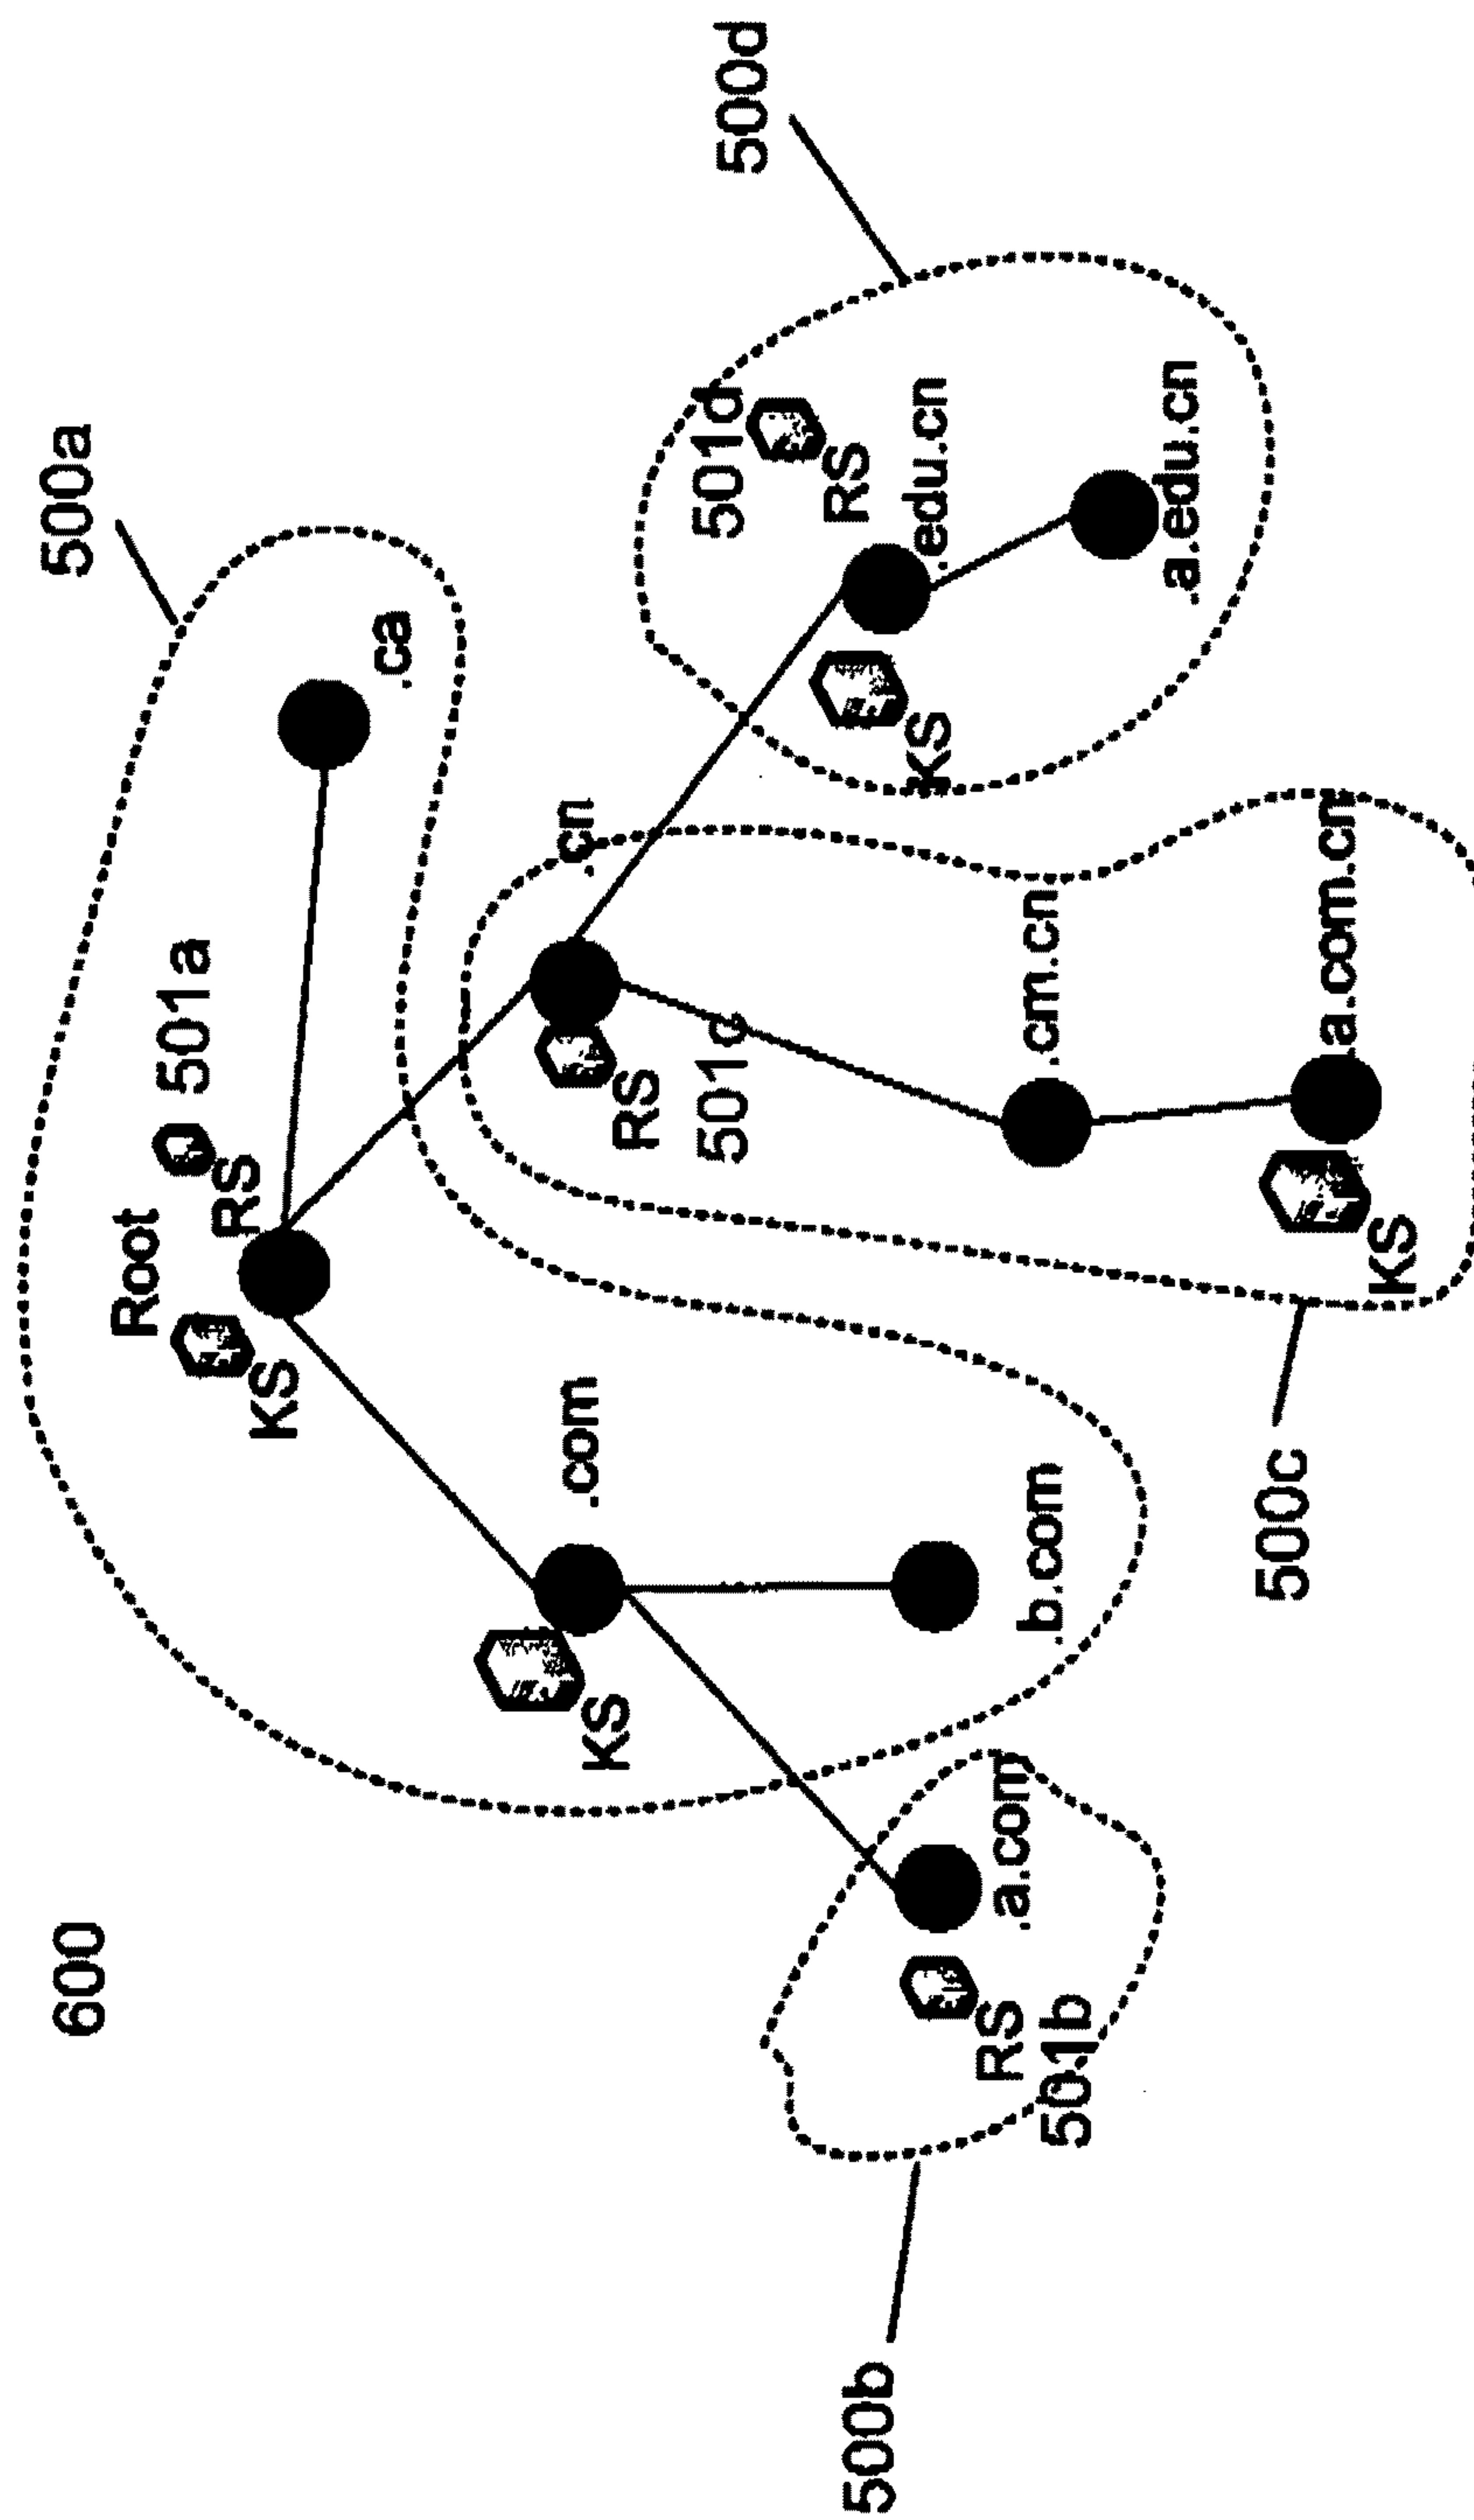 600
500a
Root
501a
RS
KS
.ca
500d
.com
KS
.cn
RS
501c
501d
RS
.edu.cn
KS
.a.edu.cn
500b
.a.com
RS
501b
.b.com
.cm.cn
500c
.a.com.cn
KS